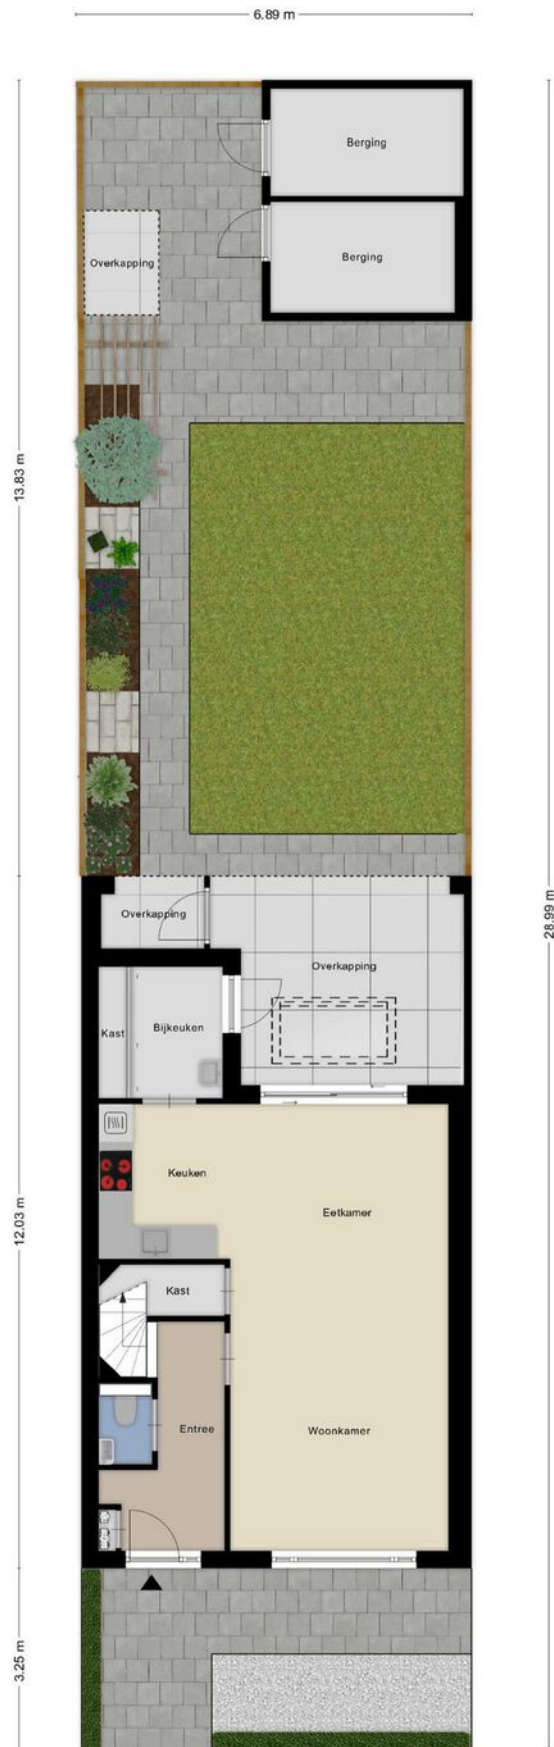 6.89 m
Berging
Berging
Overkapping
13.83 m
Overkapping
28.99 m
Overkapping
Kast
Bijkeuken
Keuken
Eetkamer
12.03 m
Kast
Entree
Woonkamer
3.25 m